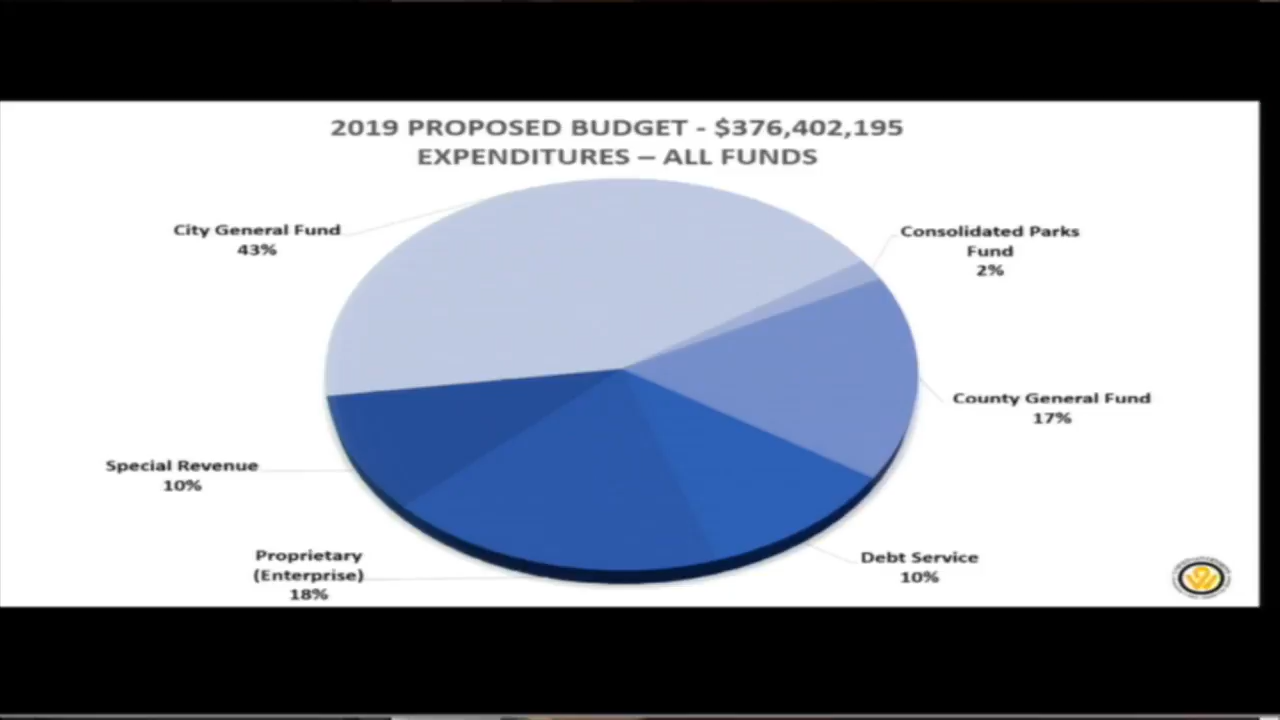 2019 PROPOSED BUDGET - $376,402,195
EXPENDITURES – ALL FUNDS
City General Fund
43%
Consolidated Parks
Fund
2%
County General Fund
17%
Special Revenue
10%
Proprietary
(Enterprise)
18%
Debt Service
10%